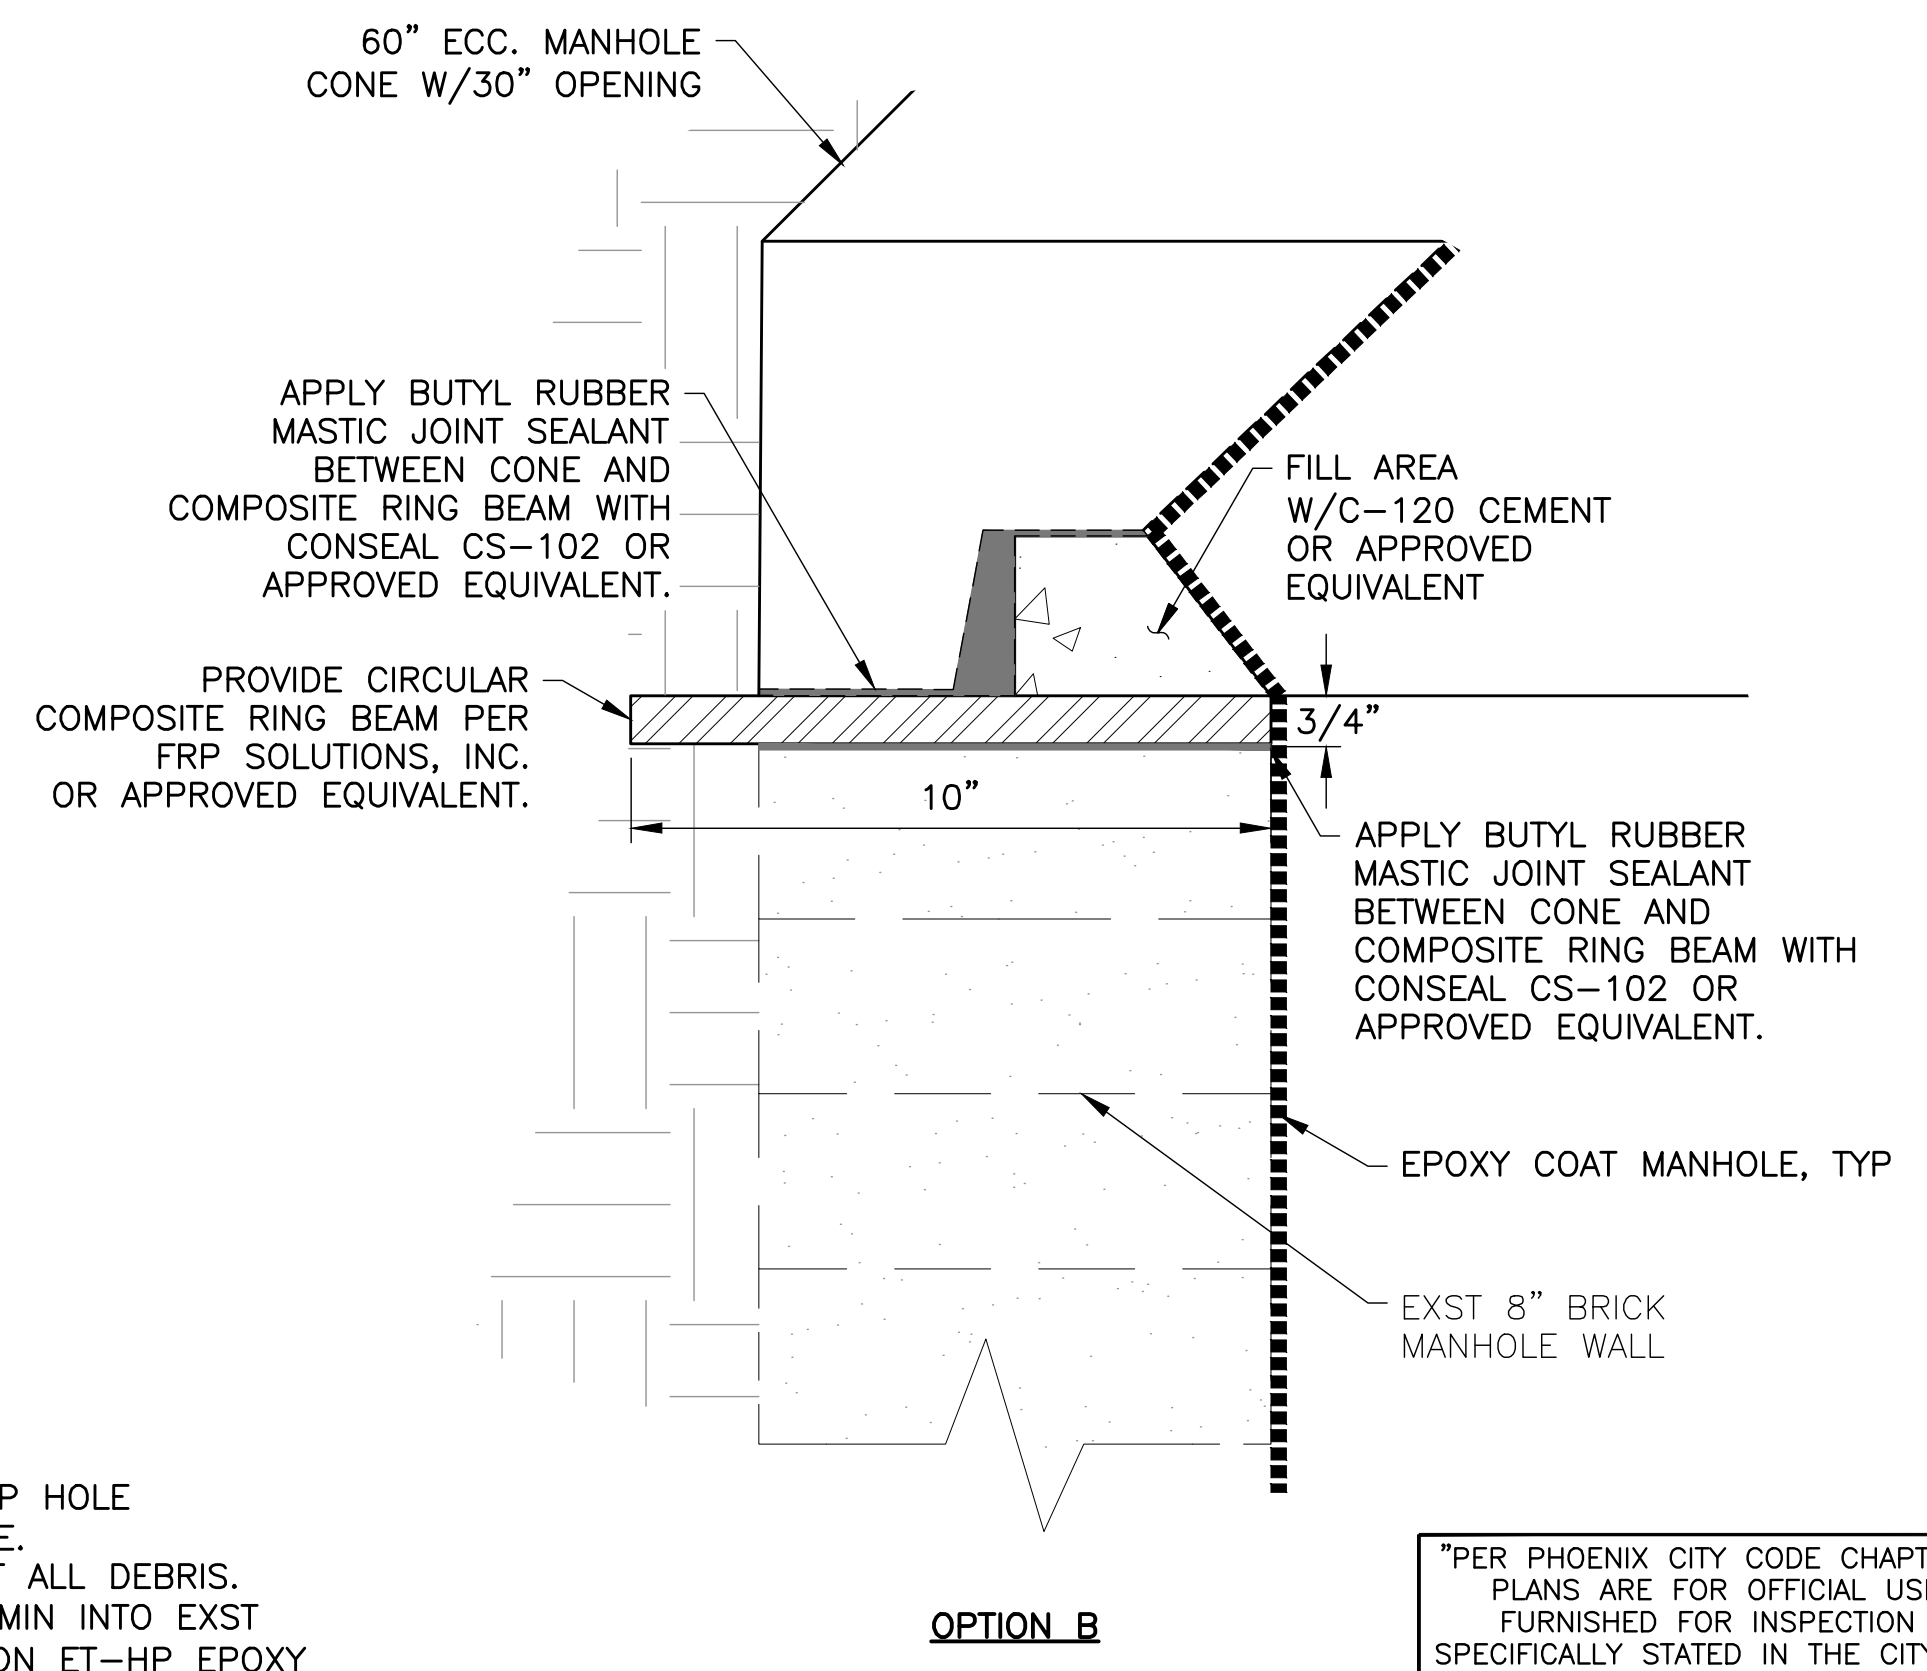 60” ECC. MANHOLE
CONE W/30” OPENING
APPLY BUTYL RUBBER
MASTIC JOINT SEALANT
BETWEEN CONE AND
COMPOSITE RING BEAM WITH
CONSEAL CS-102 OR
APPROVED EQUIVALENT.
FILL AREA
W/C-120 CEMENT
OR APPROVED
EQUIVALENT
PROVIDE CIRCULAR
COMPOSITE RING BEAM PER
FRP SOLUTIONS, INC.
OR APPROVED EQUIVALENT.
3/4”
10”
APPLY BUTYL RUBBER
MASTIC JOINT SEALANT
BETWEEN CONE AND
COMPOSITE RING BEAM WITH
CONSEAL CS-102 OR
APPROVED EQUIVALENT.
EPOXY COAT MANHOLE, TYP
EXST 8” BRICK
MANHOLE WALL
P HOLE
E.
ALL DEBRIS.
MIN INTO EXST
ON ET-HP EPOXY
OPTION B
”PER PHOENIX CITY CODE CHAPT
PLANS ARE FOR OFFICIAL US
FURNISHED FOR INSPECTION
SPECIFICALLY STATED IN THE CIT